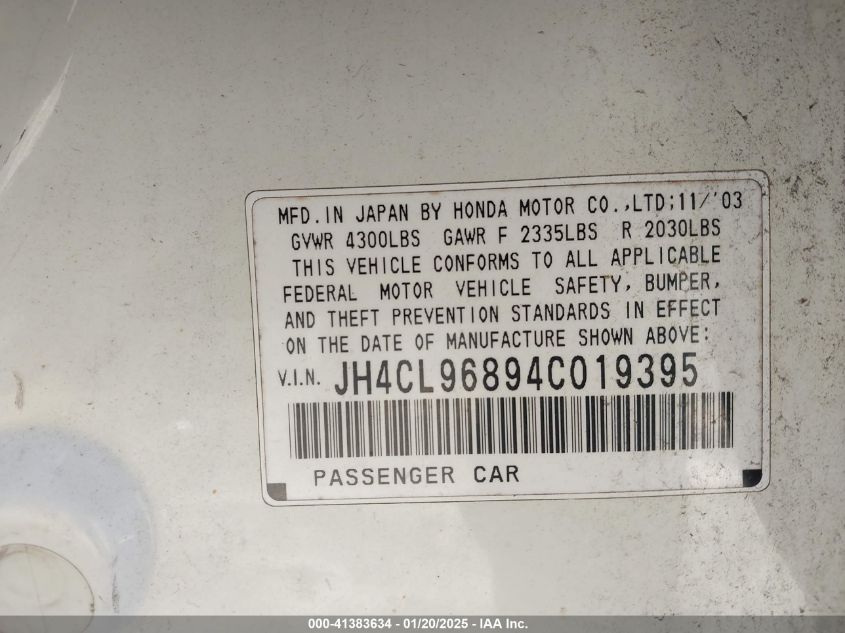 MFD. IN JAPAN BY HONDA MOTOR CO.,LTD;11/'03
GVWR 4300LBS GAWR F 2335LBS R 2030LBS
THIS VEHICLE CONFORMS TO ALL APPLICABLE
FEDERAL MOTOR VEHICLE SAFETY, BUMPER,
AND THEFT PREVENTION STANDARDS IN EFFECT
ON THE DATE OF MANUFACTURE SHOWN ABOVE:
V.I.N. JH4CL96894C019395
PASSENGER CAR
000-41383634 / 01/20/2025 - IAA Inc.